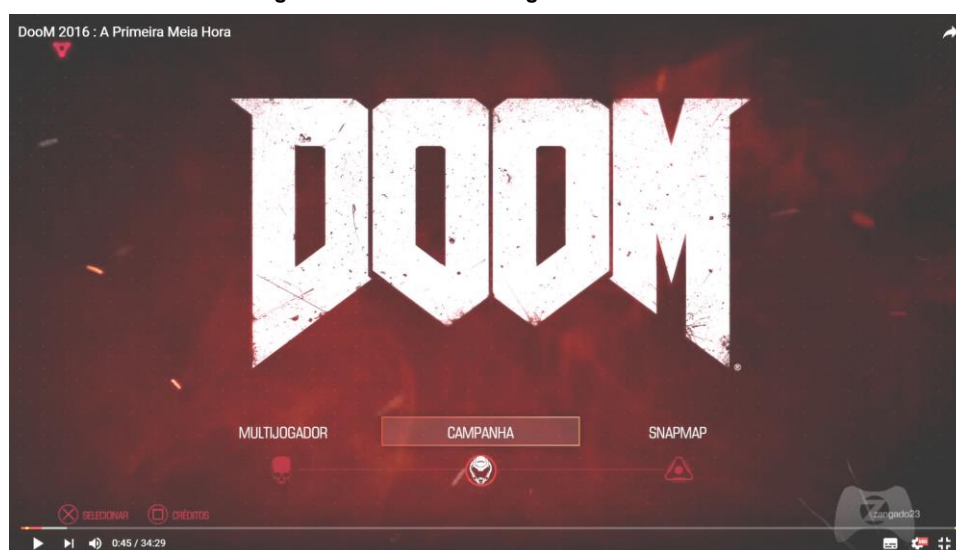 DooM 2016 : A Primeira Meia Hora
DOOM
®
MULTIJOGADOR
CAMPANHA
SNAPMAP
SELECIONAR
CRÉDITOS
zangado23
0:45 / 34:29